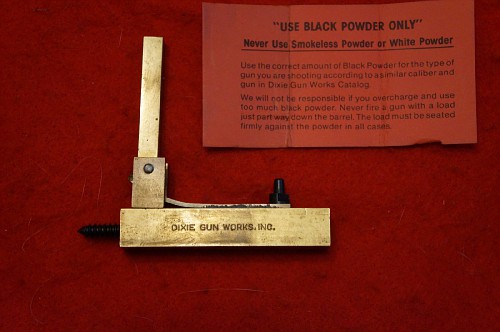 "USE BLACK POWDER ONLY"
Never Use Smokeless Powder or White Powder
Use the correct amount of Black Powder for the type of
gun you are shooting according to a similar caliber and
gun in Dixie Gun Works Catalog.
We will not be responsible if you overcharge and use
too much black powder. Never fire a gun with a load
just part way down the barrel. The load must be seated
firmly against the powder in all cases.
DIXIE GUN WORKS, INC.